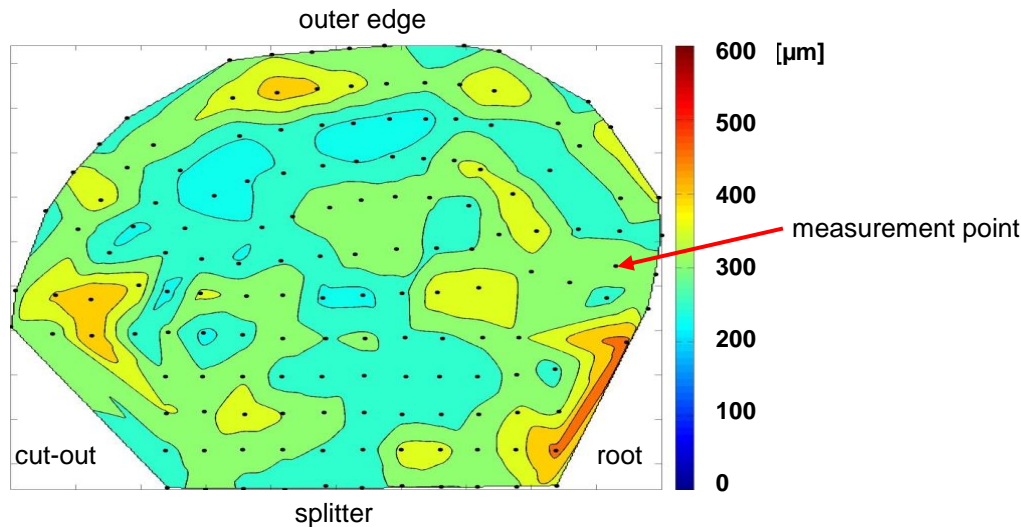 outer edge
600 [µm]
500
400
measurement point
300
200
100
cut-out
root
0
splitter